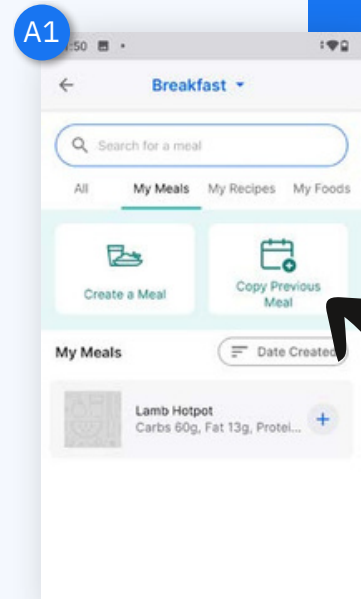 A1
:50
Breakfast
Search for a meal
All My Meals My Recipes My Foods
Create a Meal
Copy Previous
Meal
My Meals
Date Created
Lamb Hotpot
Carbs 60g, Fat 13g, Protei...